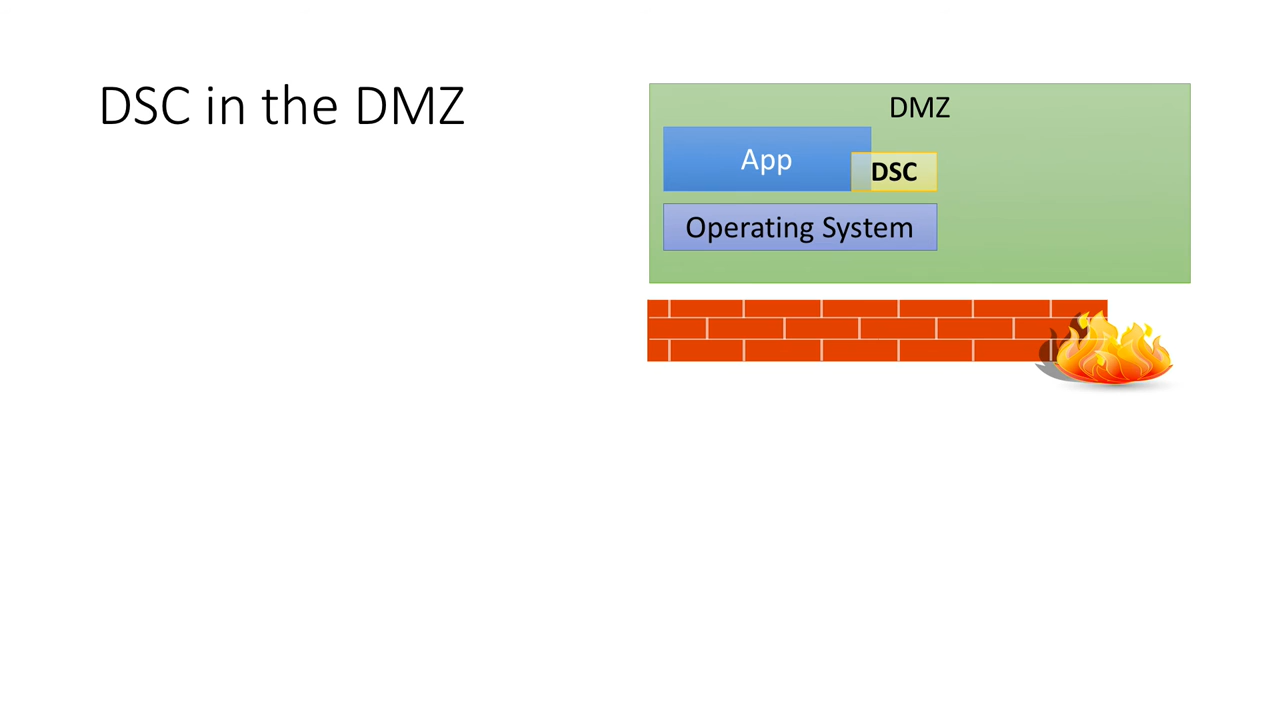 DSC in the DMZ
DMZ
App
DSC
Operating System